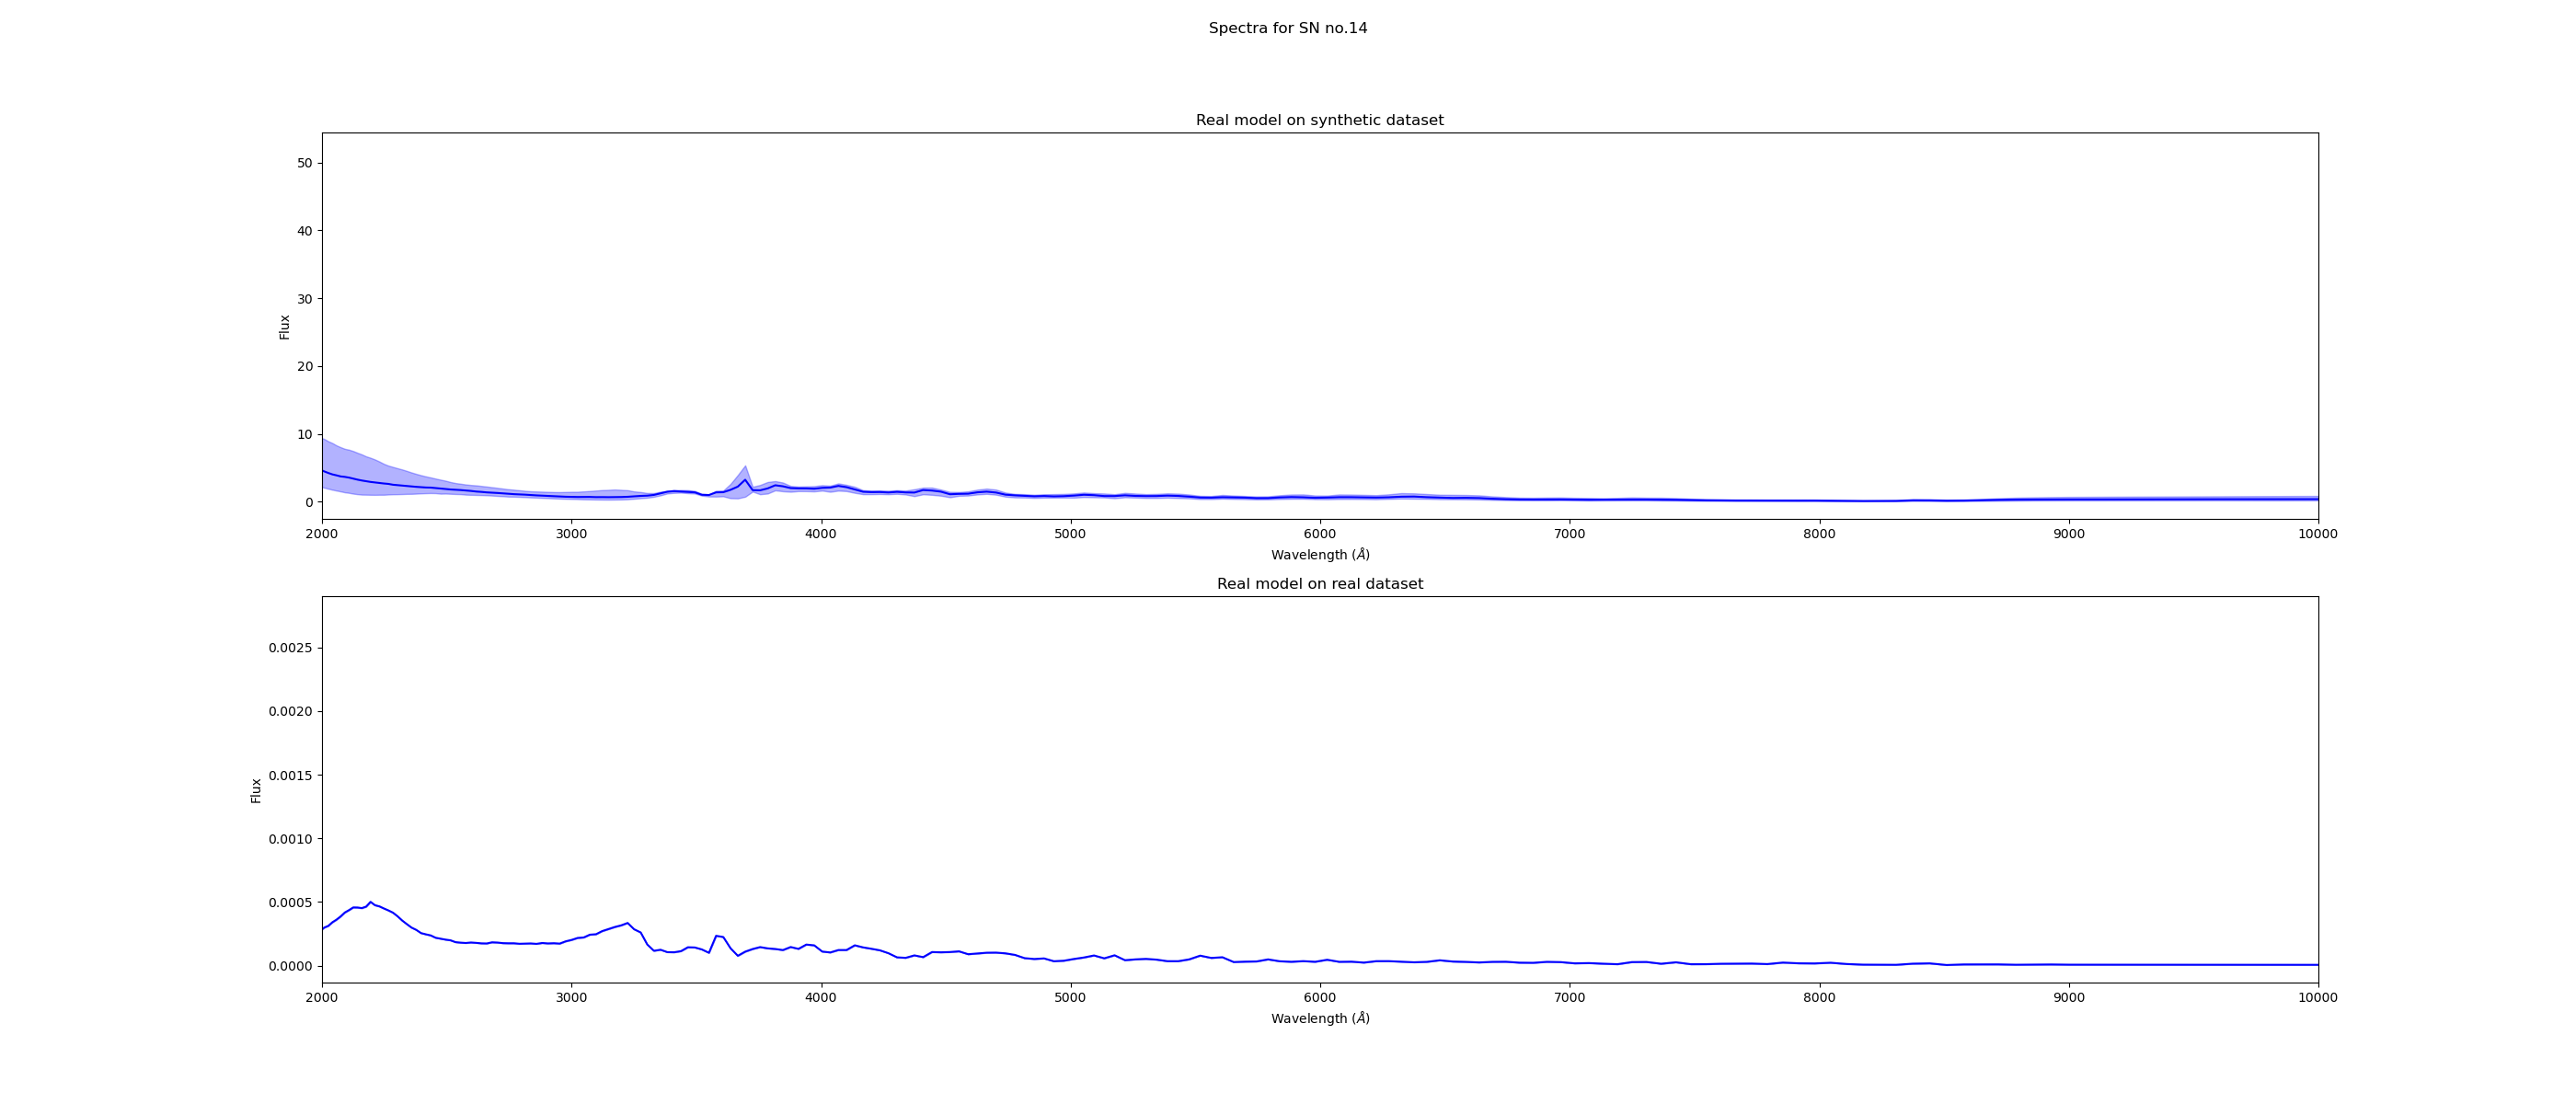 Spectra for SN no.14
Real model on synthetic dataset
50
40
30
20
10
0
Flux
2000 3000 4000 5000 6000 7000 8000 9000 10000
Wavelength (Å)
Real model on real dataset
0.0025
0.0020
0.0015
0.0010
0.0005
0.0000
Flux
2000 3000 4000 5000 6000 7000 8000 9000 10000
Wavelength (Å)